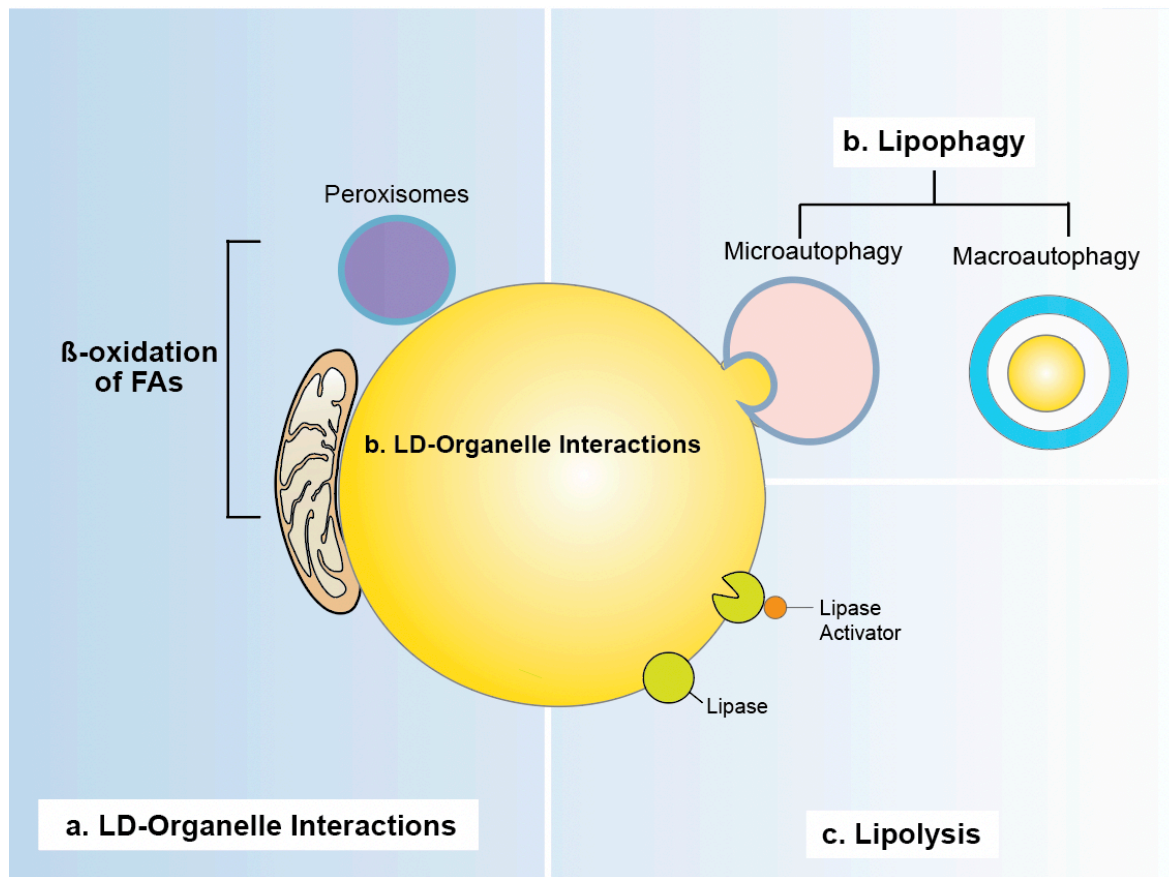 b. Lipophagy
Peroxisomes
Microautophagy
Macroautophagy
ß-oxidation
of FAs
b. LD-Organelle Interactions
Lipase
Activator
Lipase
a. LD-Organelle Interactions
c. Lipolysis